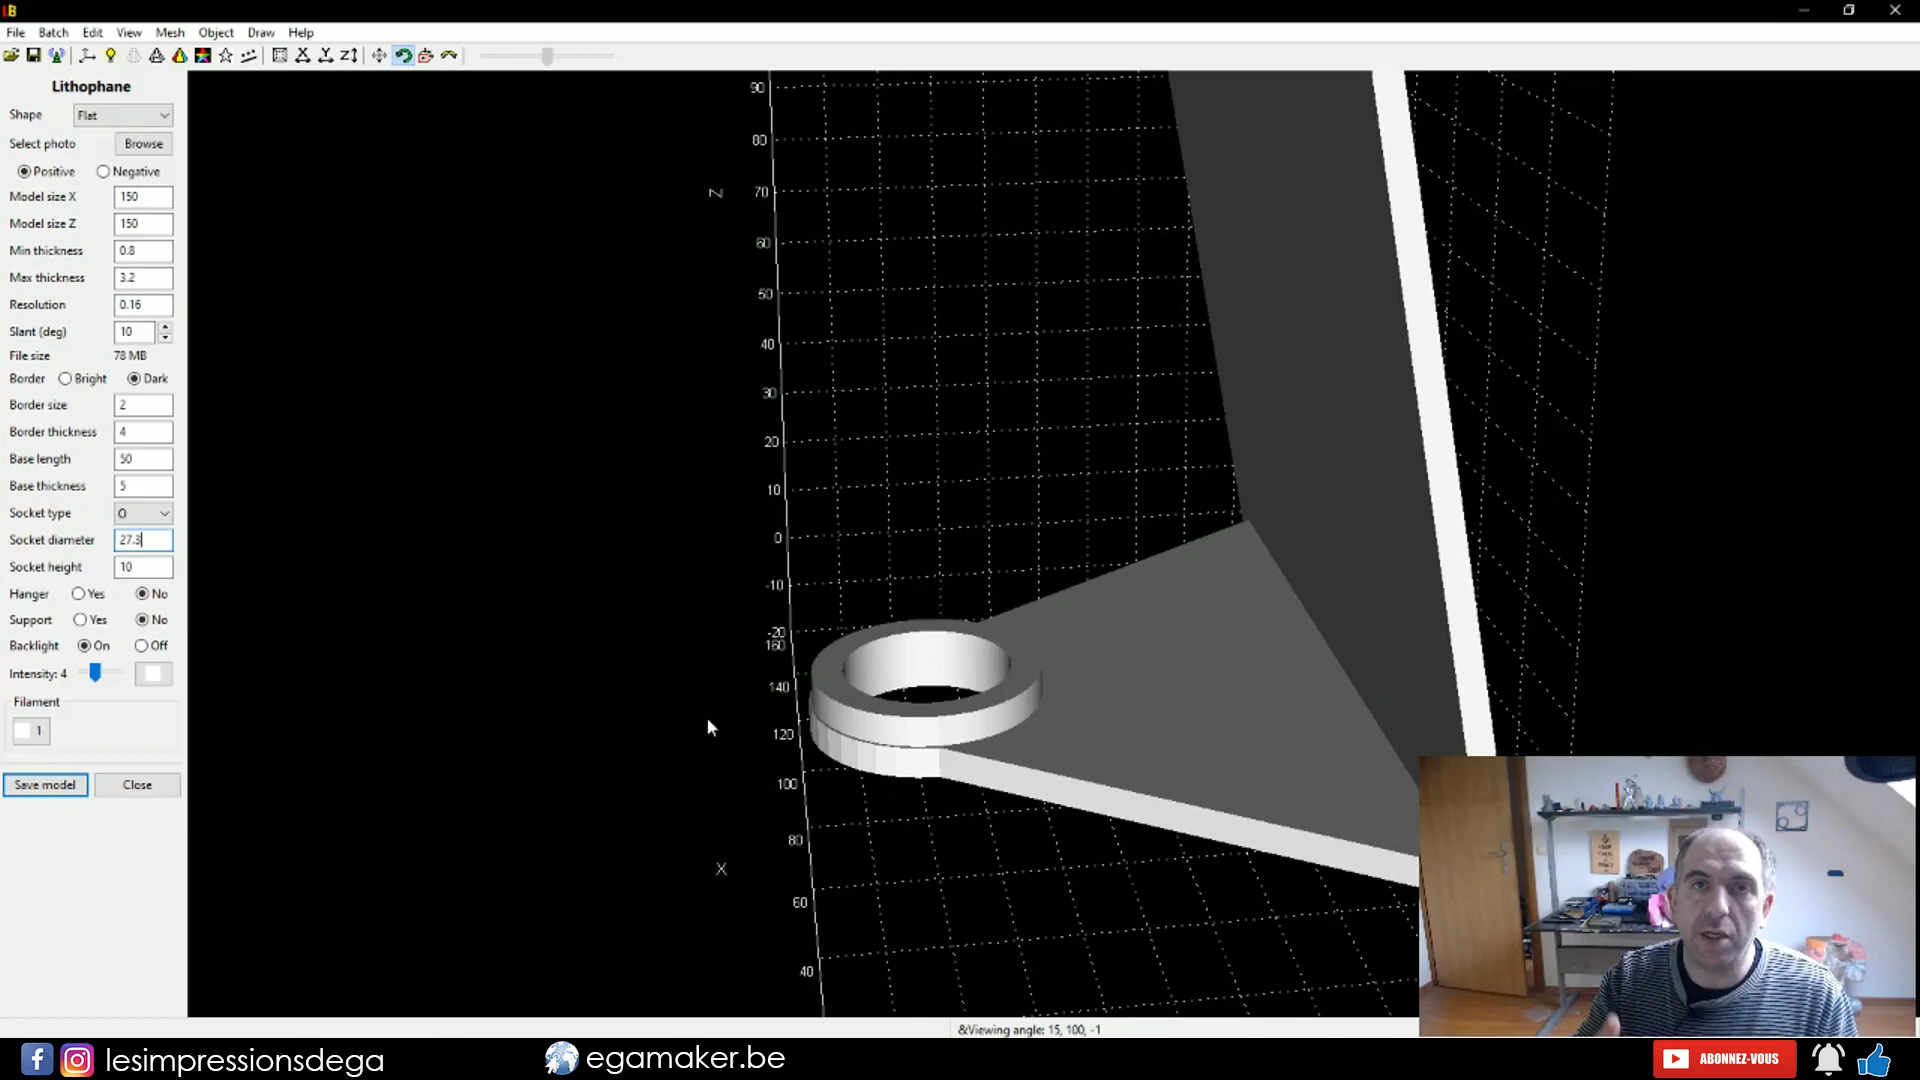 File Batch Edit View Mesh Object Draw Help
Lithophane
Shape Flat
Select photo Browse
Positive Negative
Model size X 150
Model size Z 150
Min thickness 0.8
Max thickness 3.2
Resolution 0.16
Slant (deg) 10
File size 78 MB
Border Bright Dark
Border size 2
Border thickness 4
Base length 50
Base thickness 5
Socket type O
Socket diameter 27.3
Socket height 10
Hanger Yes No
Support Yes No
Backlight On Off
Intensity: 4
Filament
1
Save model Close
90
80
Z 70
60
50
40
30
20
10
0
-10
-20
160
140
120
100
80
X
60
40
&Viewing angle: 15, 100, -1
lesimpressionsdega egamaker.be ABONNEZ-VOUS